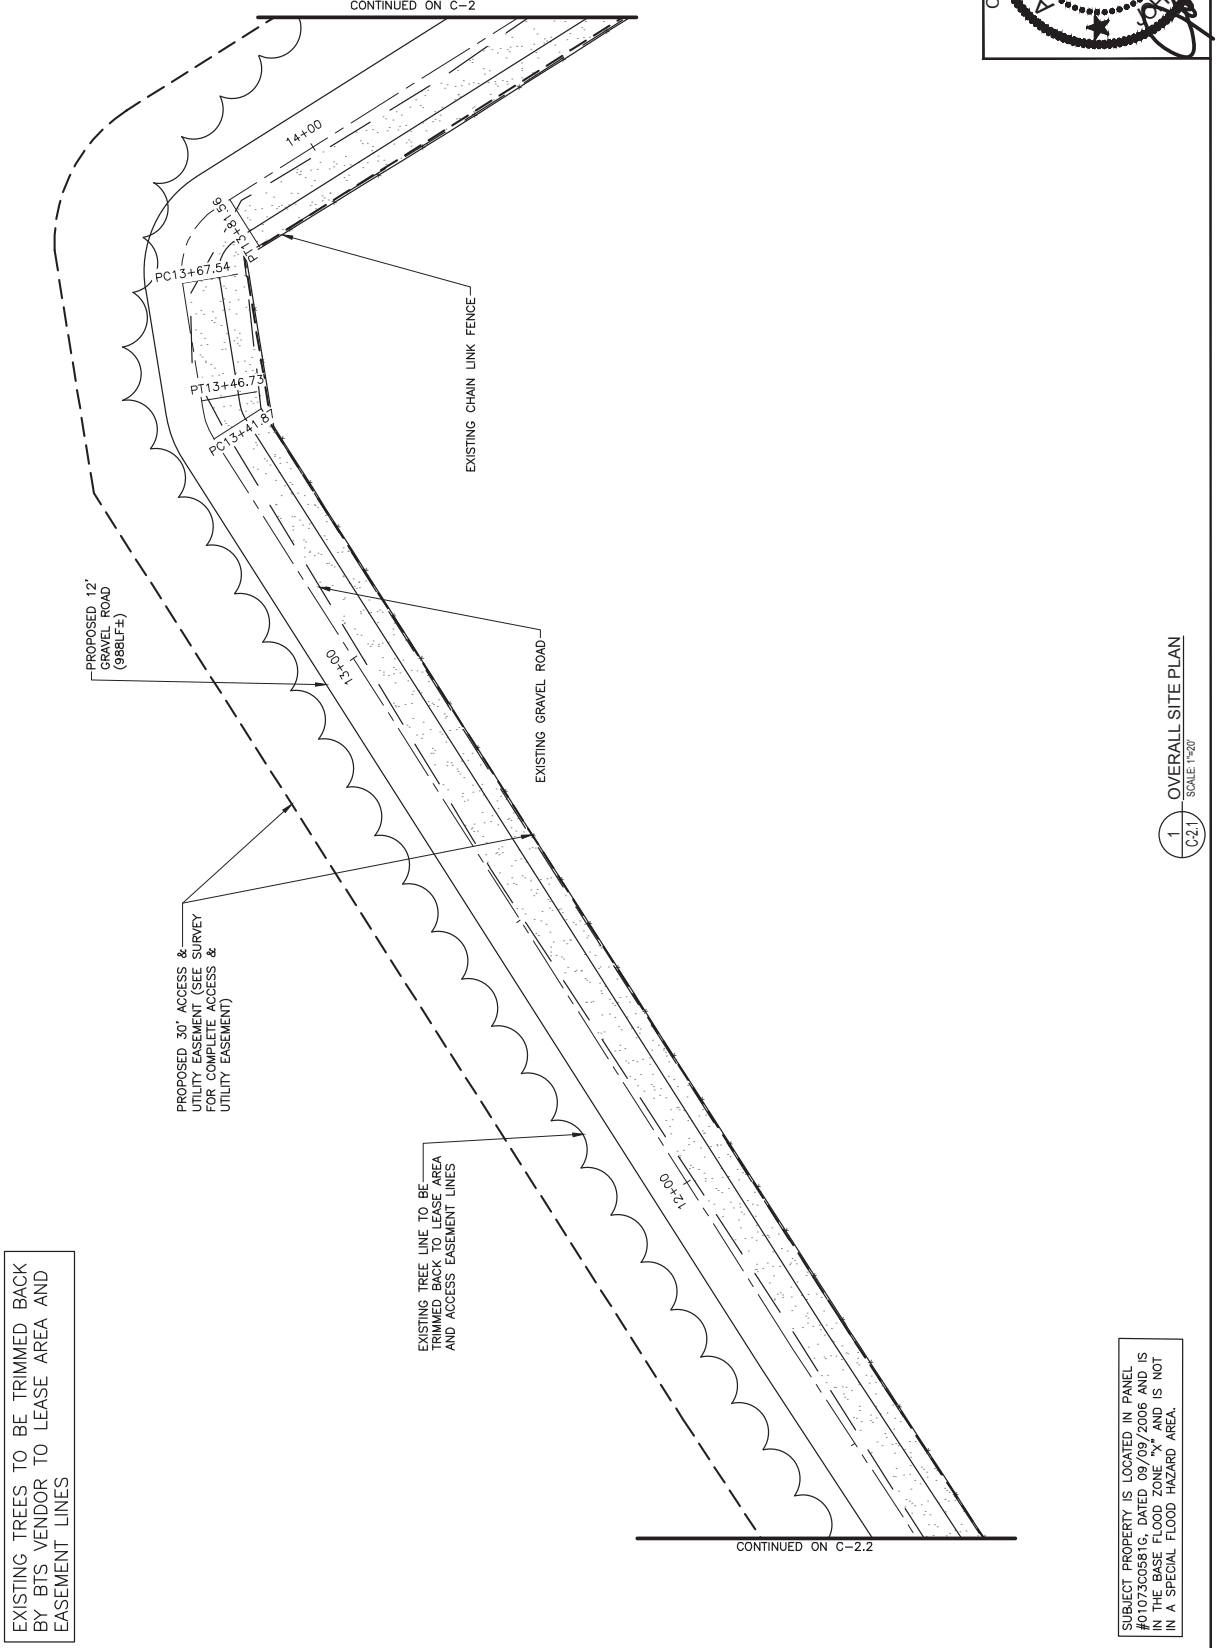 CONTINUED ON C-2
14+00
PT13+81.56
PC13+67.54
PT13+46.73
PC13+41.87
EXISTING CHAIN LINK FENCE
PROPOSED 12'
GRAVEL ROAD
(988LF±)
13+00
EXISTING GRAVEL ROAD
PROPOSED 30' ACCESS &
UTILITY EASEMENT (SEE SURVEY
FOR COMPLETE ACCESS &
UTILITY EASEMENT)
EXISTING TREE LINE TO BE
TRIMMED BACK TO LEASE AREA
AND ACCESS EASEMENT LINES
12+00
EXISTING TREES TO BE TRIMMED BACK
BY BTS VENDOR TO LEASE AREA AND
EASEMENT LINES
CONTINUED ON C-2.2
1
C-2.1
OVERALL SITE PLAN
SCALE: 1"=20'
SUBJECT PROPERTY IS LOCATED IN PANEL
#01073C0581G, DATED 09/09/2006 AND IS
IN THE BASE FLOOD ZONE "X" AND IS NOT
IN A SPECIAL FLOOD HAZARD AREA.